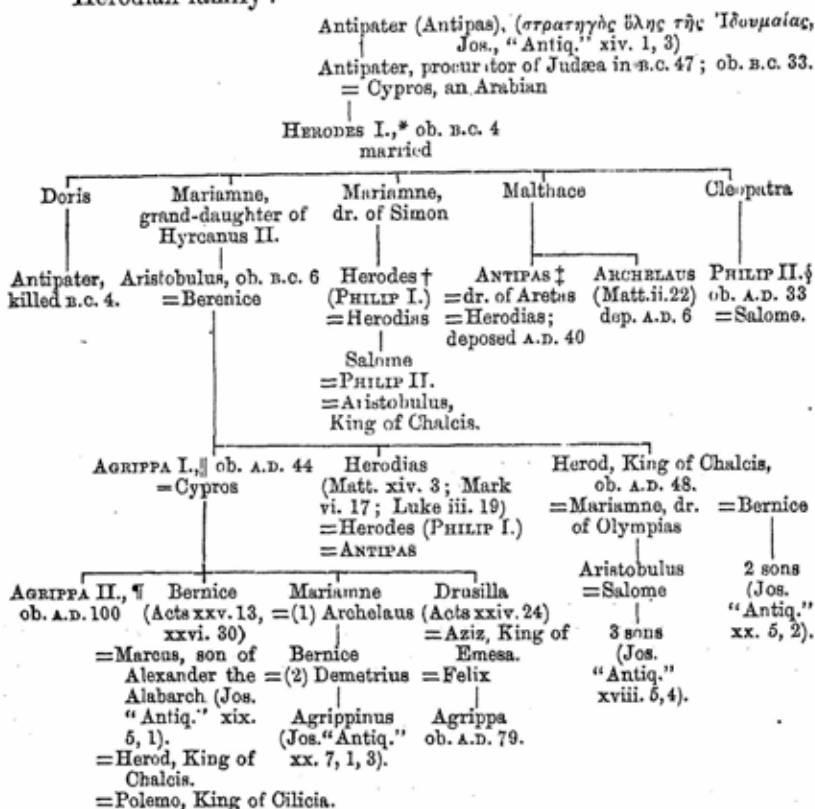 Herodian family :
Antipater (Antipas), (στρατηγὸς ὅλης τῆς Ἰδουμαίας,
Jos., "Antiq." xiv. 1, 3)
Antipater, procurator of Judæa in B.C. 47; ob. B.C. 33.
= Cypros, an Arabian
HERODES I.,* ob. B.C. 4
married
Doris Mariamne, Mariamne, Malthace Cleopatra
grand-daughter of dr. of Simon
Hyrcanus II.
Antipater, Aristobulus, ob. B.C. 6 Herodes † ANTIPAS ‡ ARCHELAUS PHILIP II.§
killed B.C. 4. =Berenice (PHILIP I.) =dr. of Aretas (Matt.ii.22) ob. A.D. 33
=Herodias =Herodias; dep. A.D. 6 =Salome.
deposed A.D. 40
Salome
=PHILIP II.
=Aristobulus,
King of Chalcis.
AGRIPPA I.,‖ ob. A.D. 44 Herodias Herod, King of Chalcis,
=Cypros (Matt. xiv. 3; Mark ob. A.D. 48.
vi. 17; Luke iii. 19) =Mariamne, dr. =Bernice
=Herodes (PHILIP I.) of Olympias
=ANTIPAS
Aristobulus 2 sons
AGRIPPA II., ¶ Bernice Mariamne Drusilla =Salome (Jos.
ob. A.D. 100 (Acts xxv. 13, =(1) Archelaus (Acts xxiv. 24) "Antiq."
xxvi. 30) =Aziz, King of 3 sons xx. 5, 2).
=Marcus, son of Bernice Emesa. (Jos.
Alexander the =(2) Demetrius =Felix "Antiq."
Alabarch (Jos. xviii. 5, 4).
"Antiq." xix. Agrippinus Agrippa
5, 1). (Jos. "Antiq." ob. A.D. 79.
=Herod, King of xx. 7, 1, 3).
Chalcis.
=Polemo, King of Cilicia.